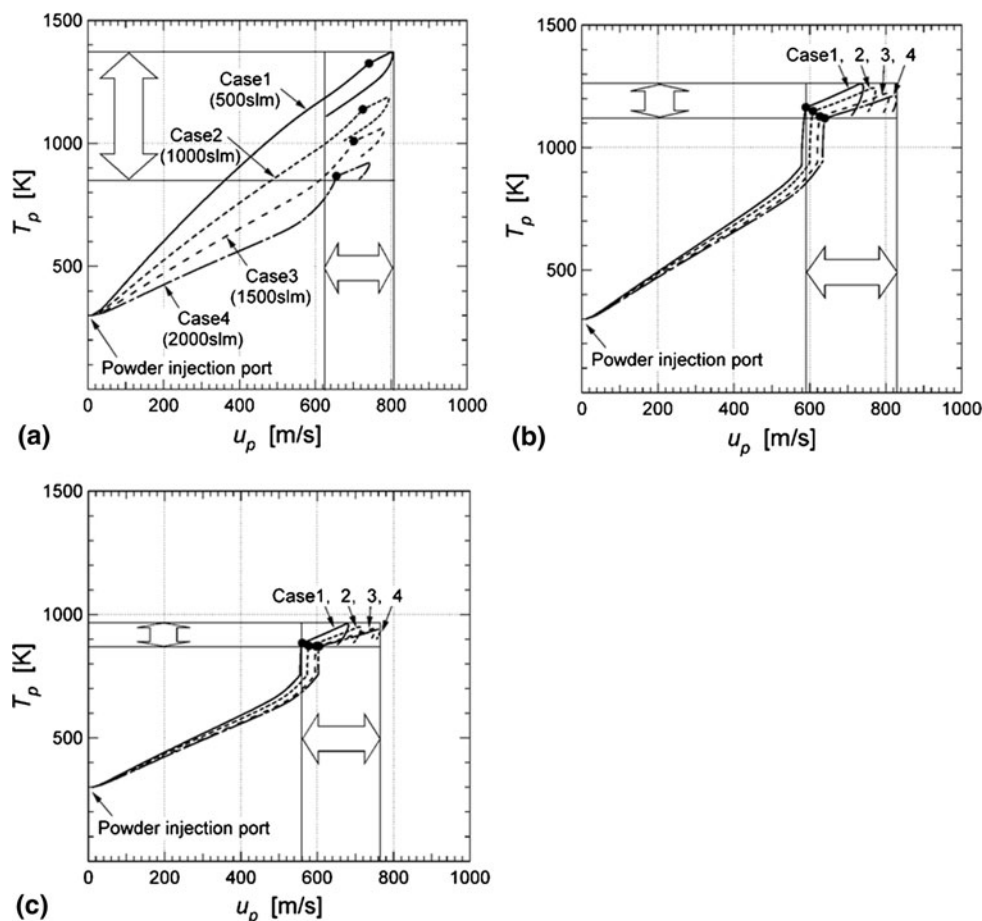 1500
1000
500
T_p [K]
Case1
(500slm)
Case2
(1000slm)
Case3
(1500slm)
Case4
(2000slm)
Powder injection port
0 200 400 600 800 1000
u_p [m/s]
(a)
1500
1000
500
T_p [K]
Case1, 2, 3, 4
Powder injection port
0 200 400 600 800 1000
u_p [m/s]
(b)
1500
1000
500
T_p [K]
Case1, 2, 3, 4
Powder injection port
0 200 400 600 800 1000
u_p [m/s]
(c)